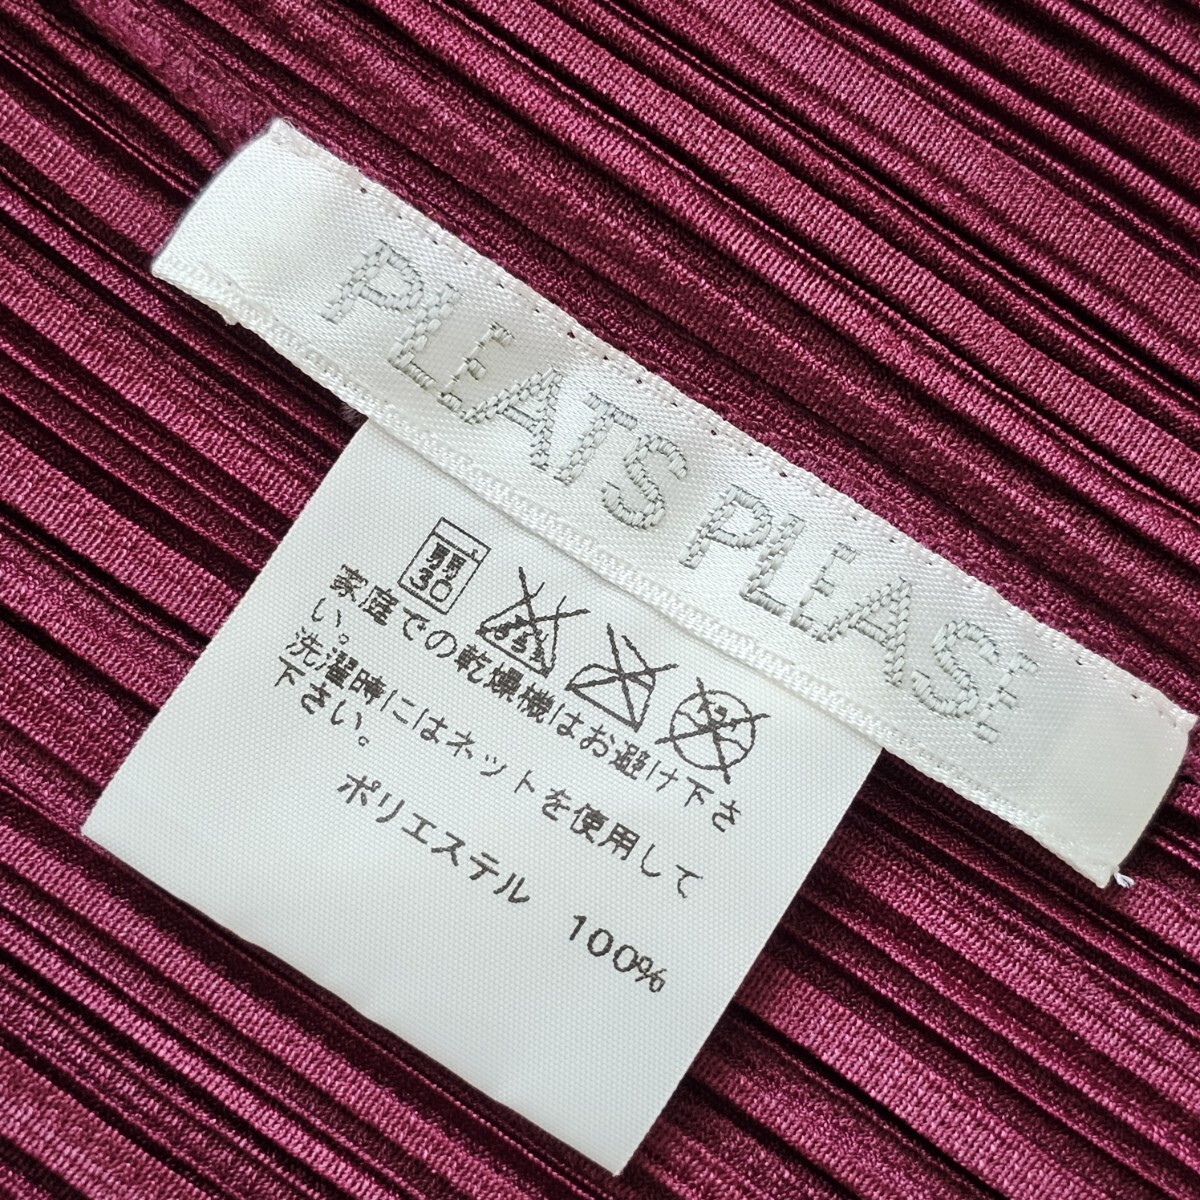 PLEATS PLEASE
弱
30
家庭での乾燥機はお避け下さ
い。
洗濯時にはネットを使用して
下さい。
ポリエステル 100%